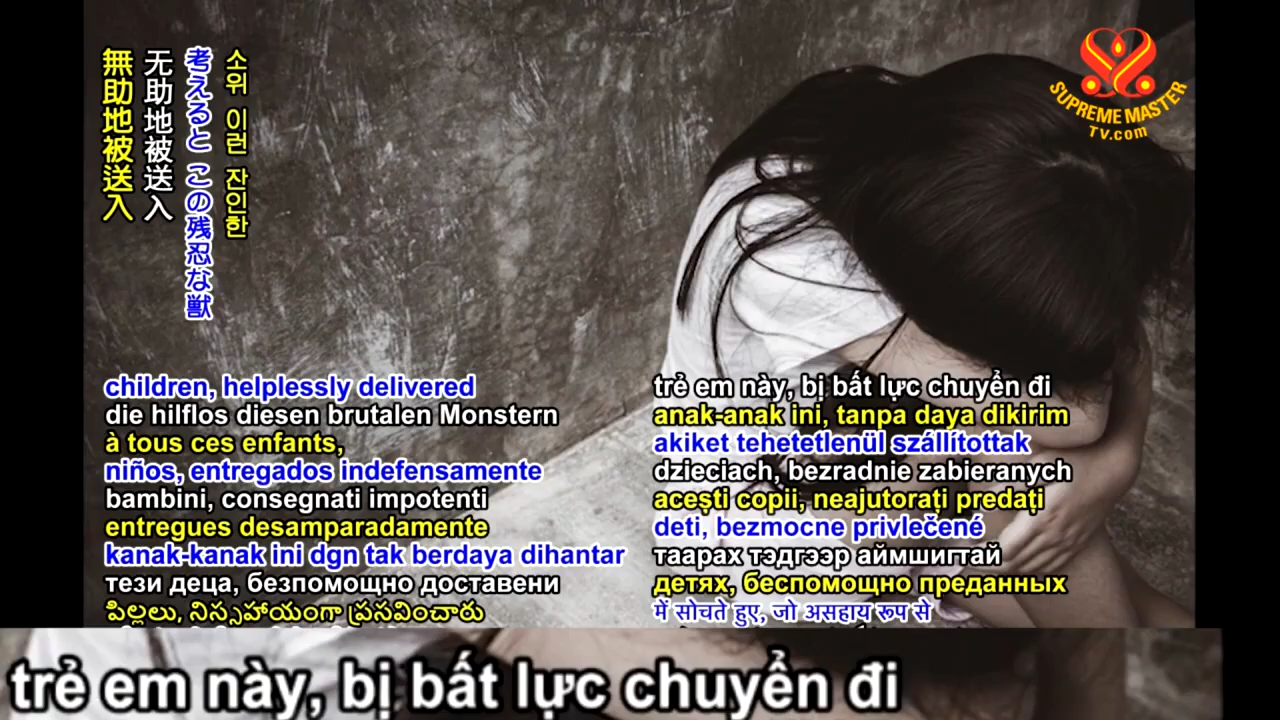 無助地被送入
无助地被送入
考えると この残忍な獣
소위 이런 잔인한
SUPREME MASTER
TV.com
children, helplessly delivered
die hilflos diesen brutalen Monstern
à tous ces enfants,
niños, entregados indefensamente
bambini, consegnati impotenti
entregues desamparadamente
kanak-kanak ini dgn tak berdaya dihantar
тези деца, безпомощно доставени
పిల్లలు, నిస్సహాయంగా ప్రసవించారు
trẻ em này, bị bất lực chuyển đi
anak-anak ini, tanpa daya dikirim
akiket tehetetlenül szállítottak
dzieciach, bezradnie zabieranych
acești copii, neajutorați predați
deti, bezmocne privlečené
таарах тэдгээр аймшигтай
детях, беспомощно преданных
में सोचते हुए, जो असहाय रूप से
trẻ em này, bị bất lực chuyển đi